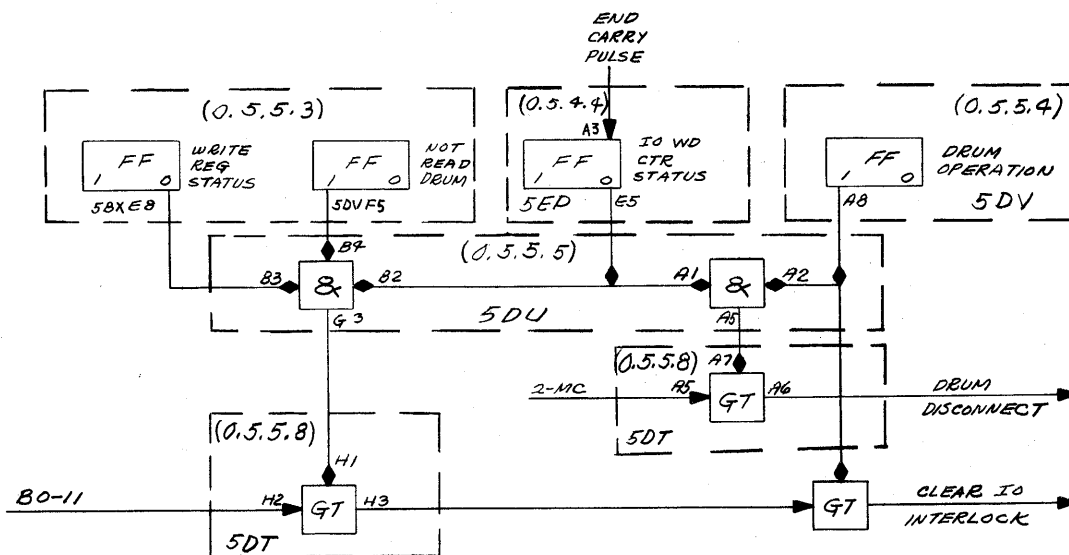 END
CARRY
PULSE
(0.5.5.3)
(0.5.4.4)
(0.5.5.4)
A3
FF
1 0
WRITE
REG
STATUS
FF
1 0
NOT
READ
DRUM
FF
1 0
IO WD
CTR
STATUS
FF
1 0
DRUM
OPERATION
5BXE8
5DVF5
5EP
E5
A8
5DV
B4
(0.5.5.5)
B3
&
B2
A1
&
A2
G3
5DU
A5
(0.5.5.8)
A7
2-MC
A5
GT
A6
DRUM
DISCONNECT
5DT
(0.5.5.8)
H1
BO-11
H2
GT
H3
GT
CLEAR IO
INTERLOCK
5DT